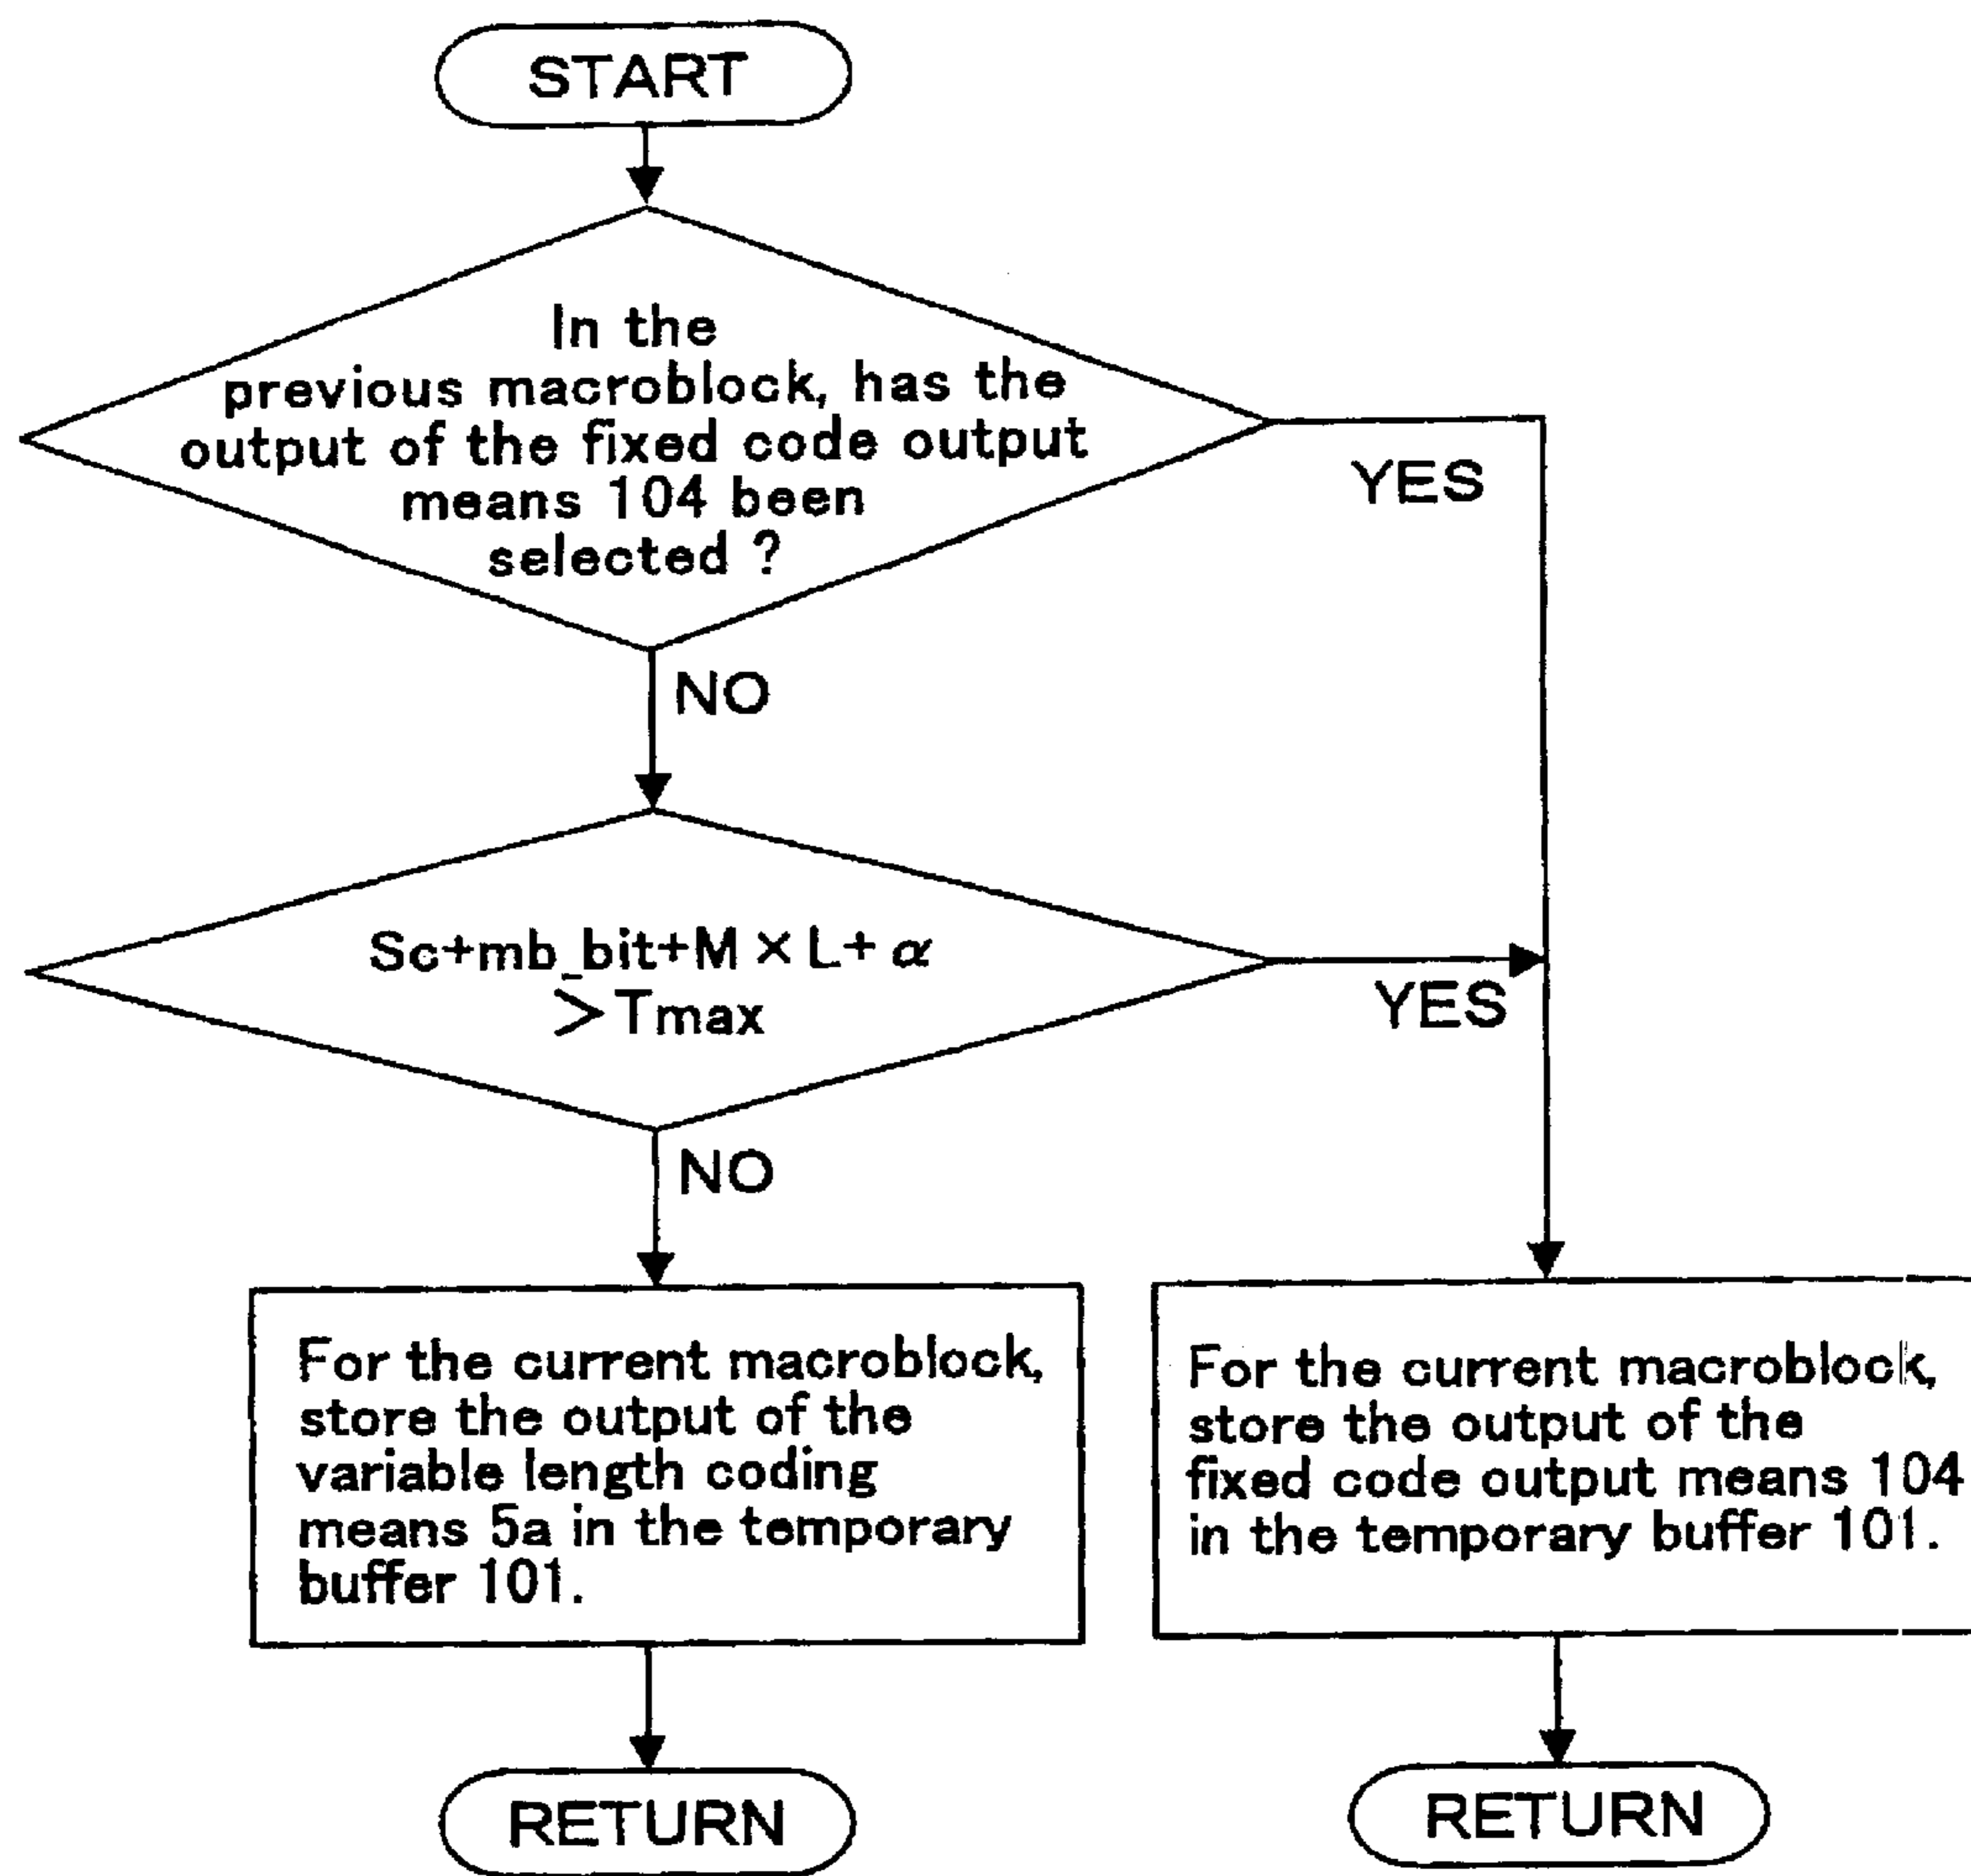 START
In the
previous macroblock, has the
output of the fixed code output
means 104 been
selected ?
YES
NO
Sc+mb_bit+M×L+α
>Tmax
YES
NO
For the current macroblock,
store the output of the
variable length coding
means 5a in the temporary
buffer 101.
For the current macroblock,
store the output of the
fixed code output means 104
in the temporary buffer 101.
RETURN
RETURN